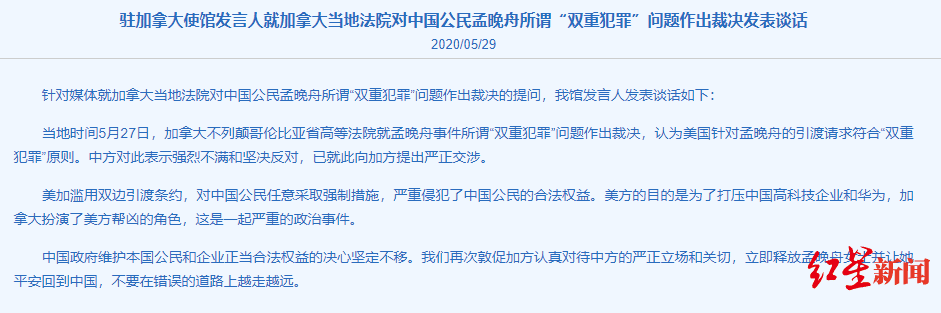 驻加拿大使馆发言人就加拿大当地法院对中国公民孟晚舟所谓“双重犯罪”问题作出裁决发表谈话
2020/05/29
针对媒体就加拿大当地法院对中国公民孟晚舟所谓“双重犯罪”问题作出裁决的提问，我馆发言人发表谈话如下：
当地时间5月27日，加拿大不列颠哥伦比亚省高等法院就孟晚舟事件所谓“双重犯罪”问题作出裁决，认为美国针对孟晚舟的引渡请求符合“双重
犯罪”原则。中方对此表示强烈不满和坚决反对，已就此向加方提出严正交涉。
美加滥用双边引渡条约，对中国公民任意采取强制措施，严重侵犯了中国公民的合法权益。美方的目的是为了打压中国高科技企业和华为，加
拿大扮演了美方帮凶的角色，这是一起严重的政治事件。
中国政府维护本国公民和企业正当合法权益的决心坚定不移。我们再次敦促加方认真对待中方的严正立场和关切，立即释放孟晚舟女士并让她
平安回到中国，不要在错误的道路上越走越远。
红星新闻